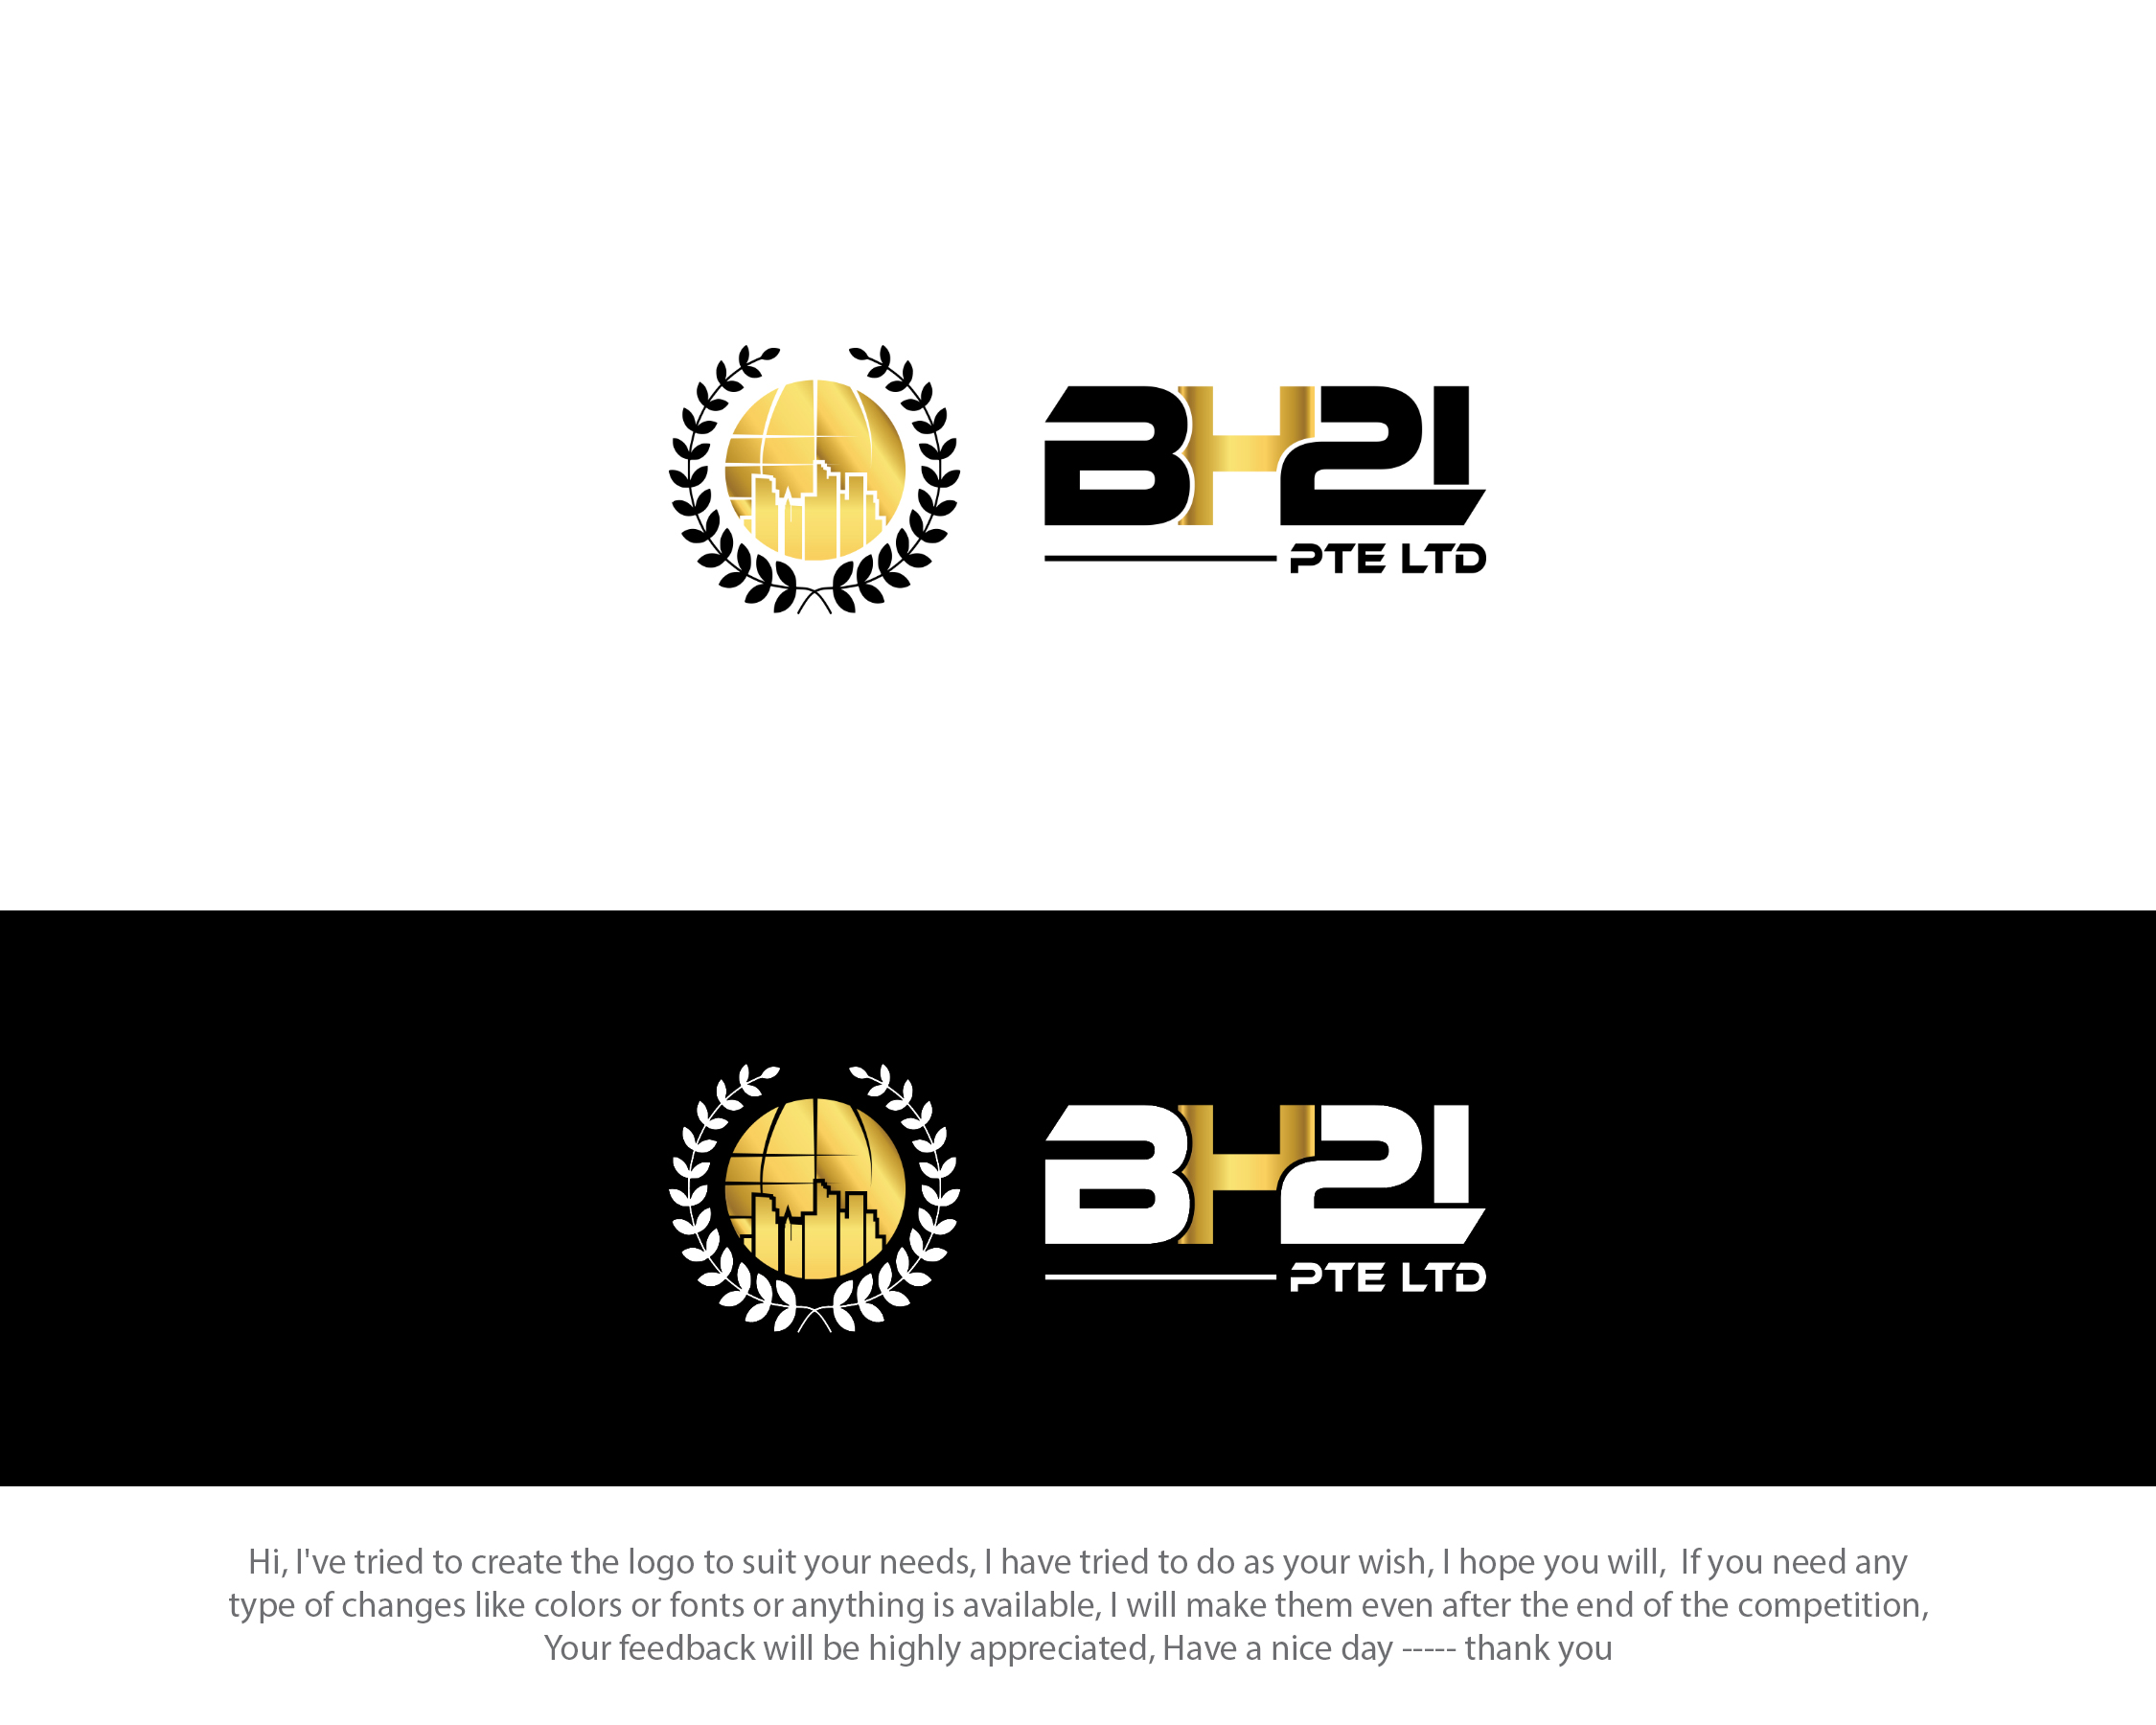 BH21
PTE LTD
BH21
PTE LTD
Hi, I've tried to create the logo to suit your needs, I have tried to do as your wish, I hope you will,  If you need any
type of changes like colors or fonts or anything is available, I will make them even after the end of the competition,
Your feedback will be highly appreciated, Have a nice day ----- thank you